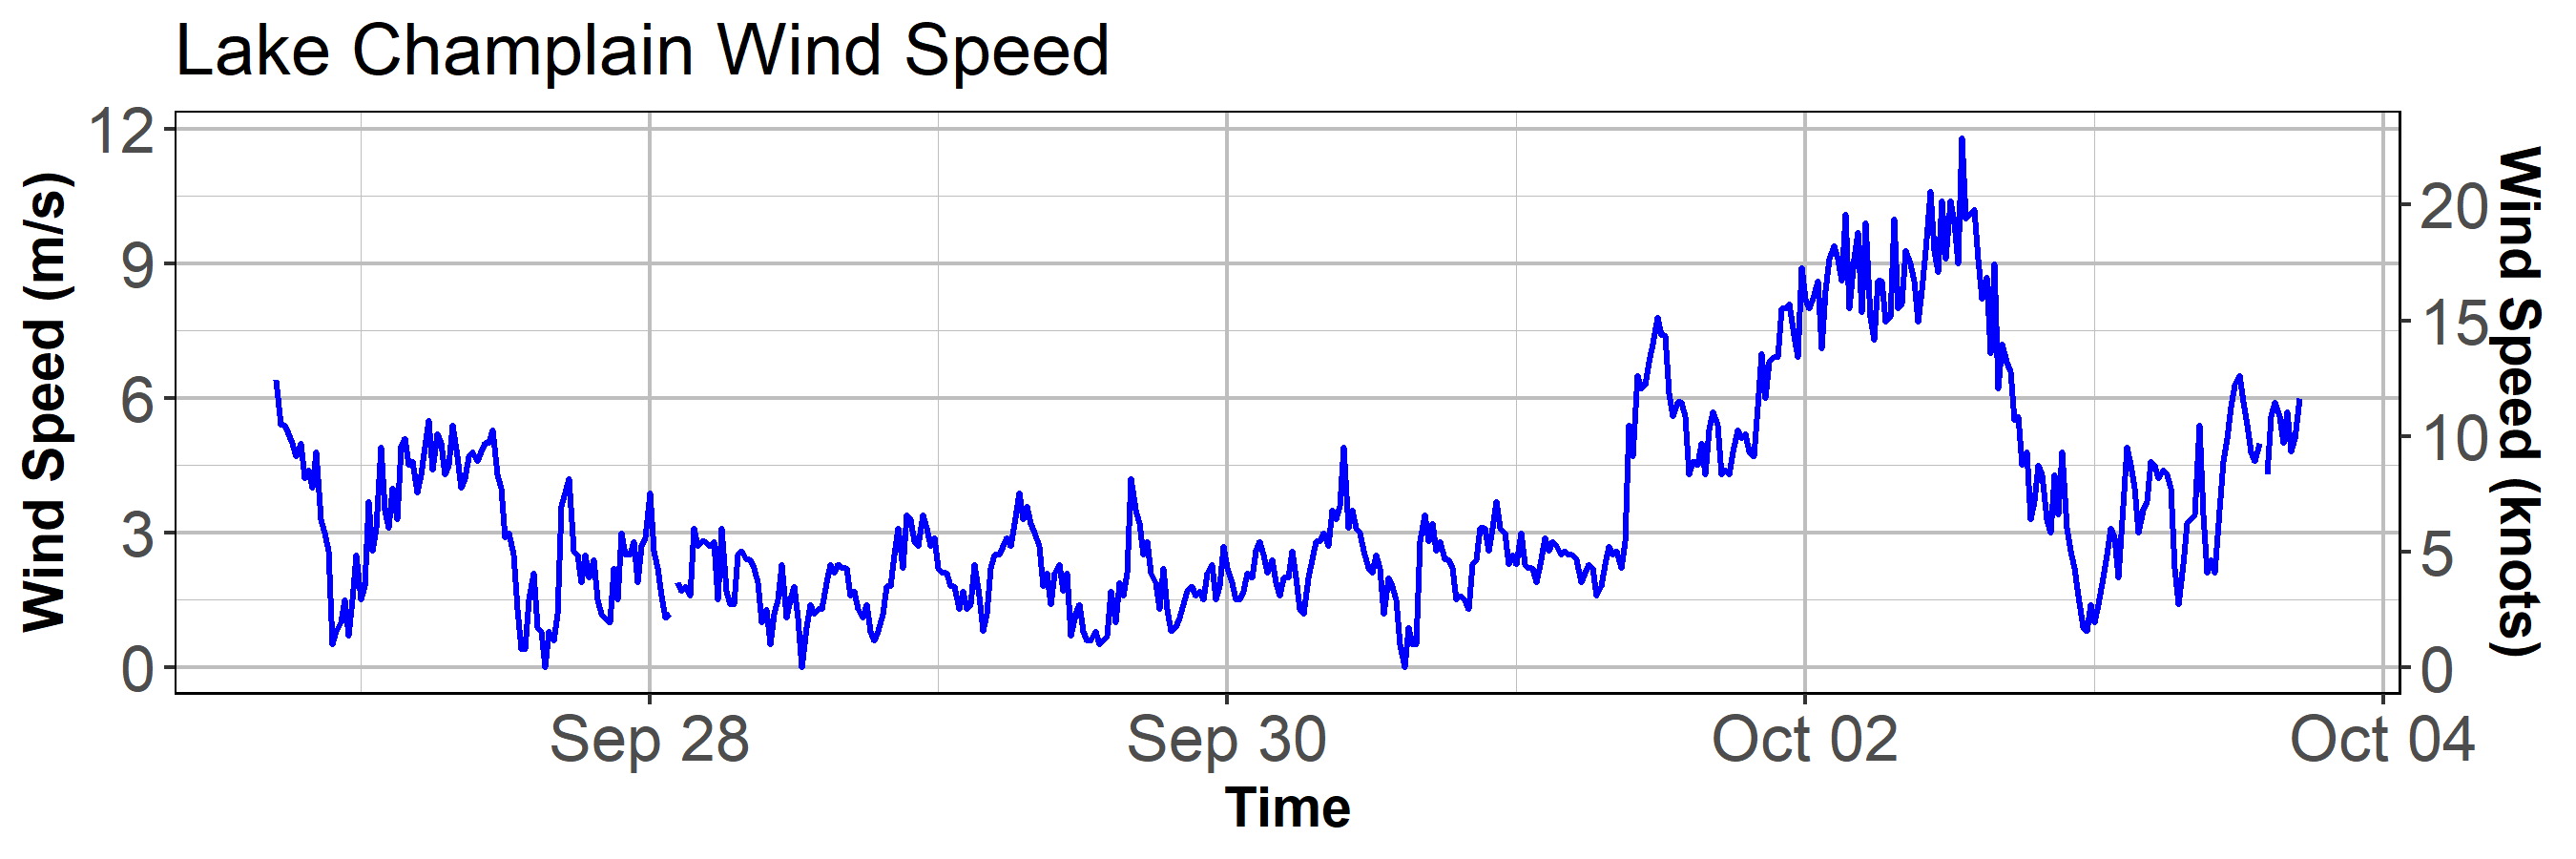 Lake Champlain Wind Speed
Wind Speed (m/s)
12
9
6
3
0
Wind Speed (knots)
20
15
10
5
0
Sep 28
Sep 30
Oct 02
Oct 04
Time